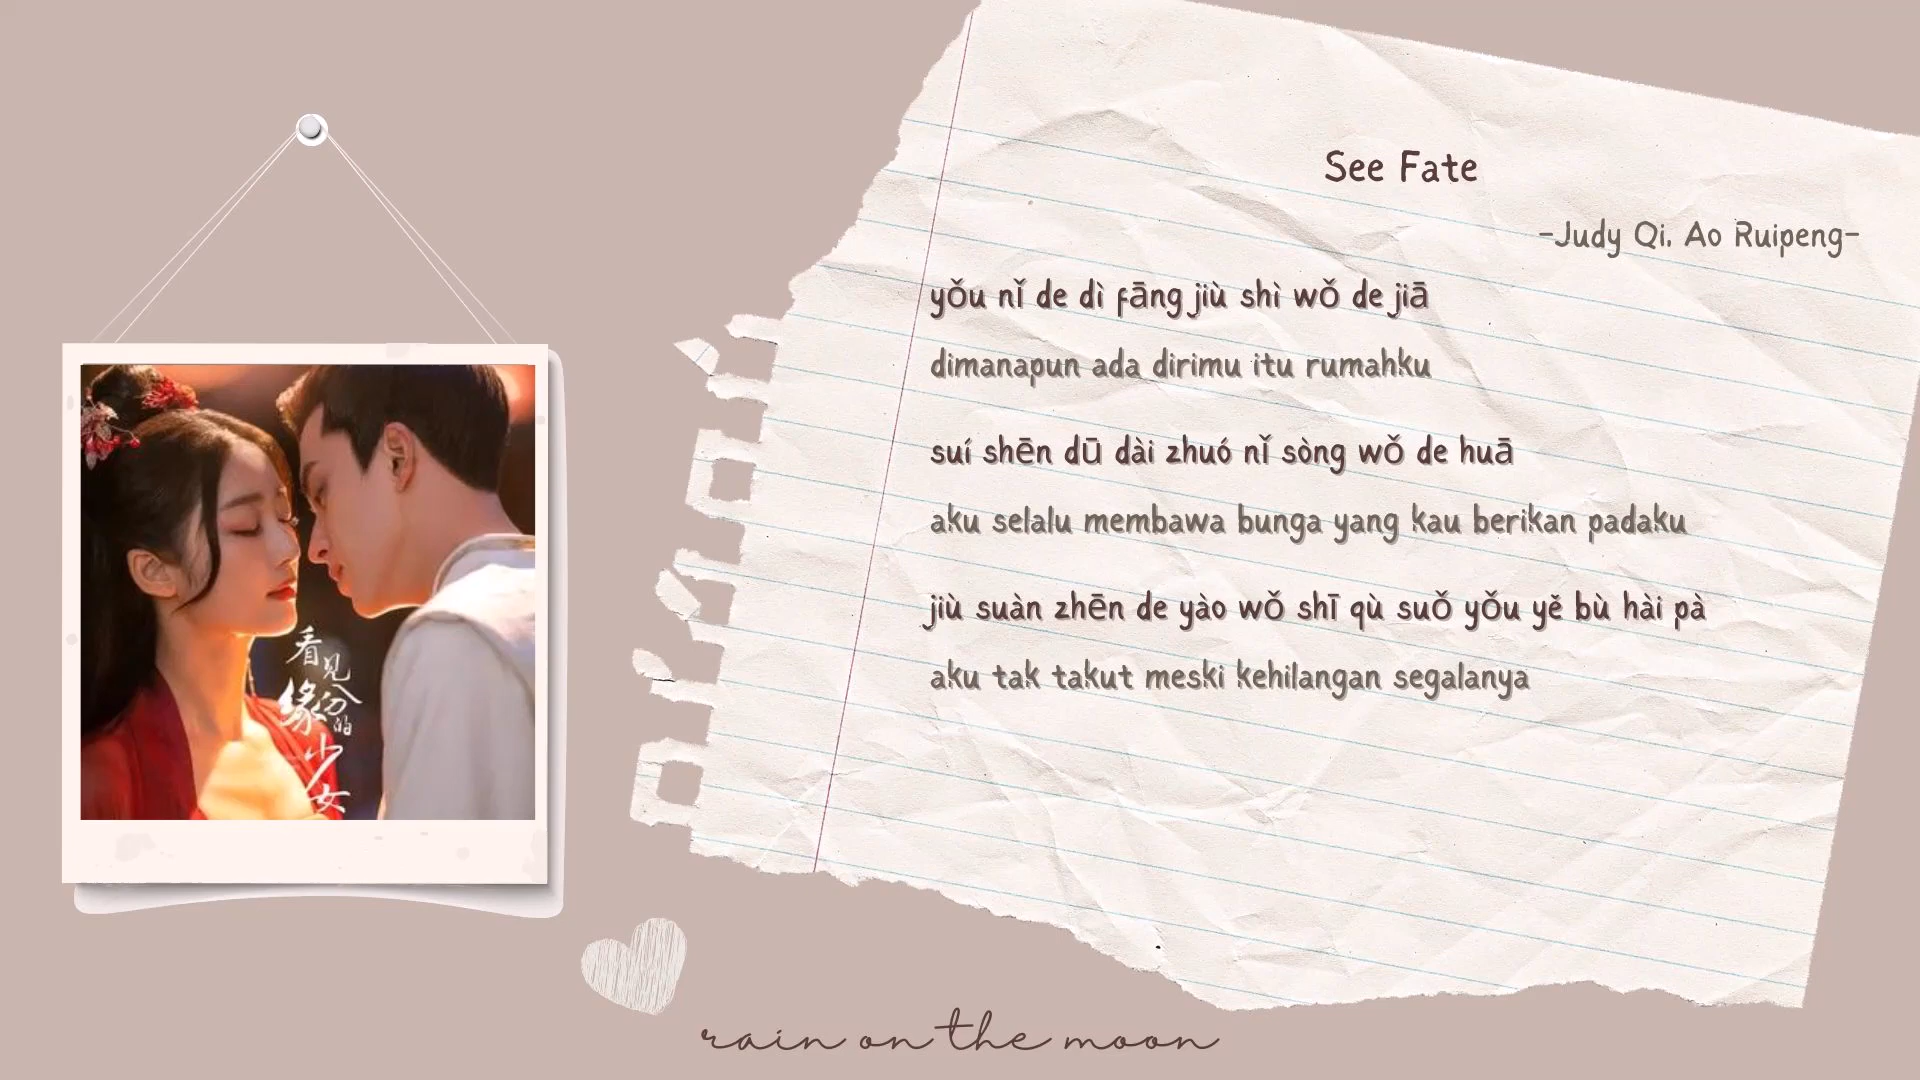 See Fate
-Judy Qi, Ao Ruipeng-
yǒu nǐ de dì fāng jiù shì wǒ de jiā
dimanapun ada dirimu itu rumahku
suí shēn dū dài zhuó nǐ sòng wǒ de huā
aku selalu membawa bunga yang kau berikan padaku
jiù suàn zhēn de yào wǒ shī qù suǒ yǒu yě bù hài pà
aku tak takut meski kehilangan segalanya
看见
缘分的
少女
rain on the moon